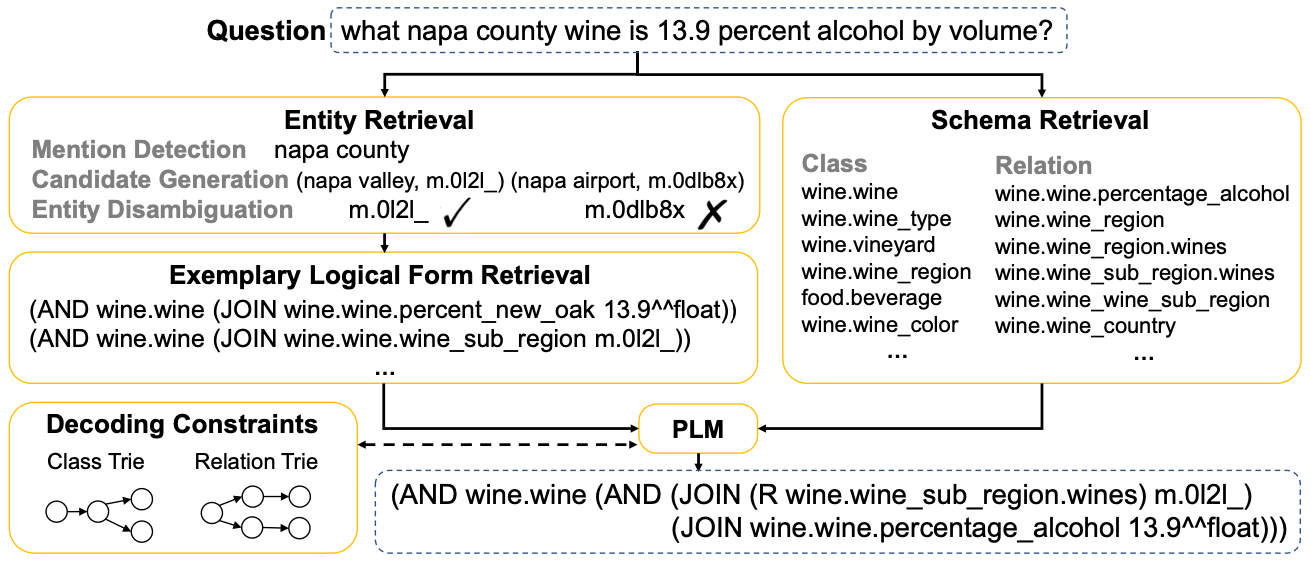 Question what napa county wine is 13.9 percent alcohol by volume?
Entity Retrieval
Mention Detection napa county
Candidate Generation (napa valley, m.0l2l_) (napa airport, m.0dlb8x)
Entity Disambiguation m.0l2l_ ✓ m.0dlb8x ✗
Exemplary Logical Form Retrieval
(AND wine.wine (JOIN wine.wine.percent_new_oak 13.9^^float))
(AND wine.wine (JOIN wine.wine.wine_sub_region m.0l2l_))
...
Schema Retrieval
Class Relation
wine.wine wine.wine.percentage_alcohol
wine.wine_type wine.wine_region
wine.vineyard wine.wine_region.wines
wine.wine_region wine.wine_sub_region.wines
food.beverage wine.wine_wine_sub_region
wine.wine_color wine.wine_country
... ...
Decoding Constraints
Class Trie Relation Trie
PLM
(AND wine.wine (AND (JOIN (R wine.wine_sub_region.wines) m.0l2l_)
(JOIN wine.wine.percentage_alcohol 13.9^^float)))